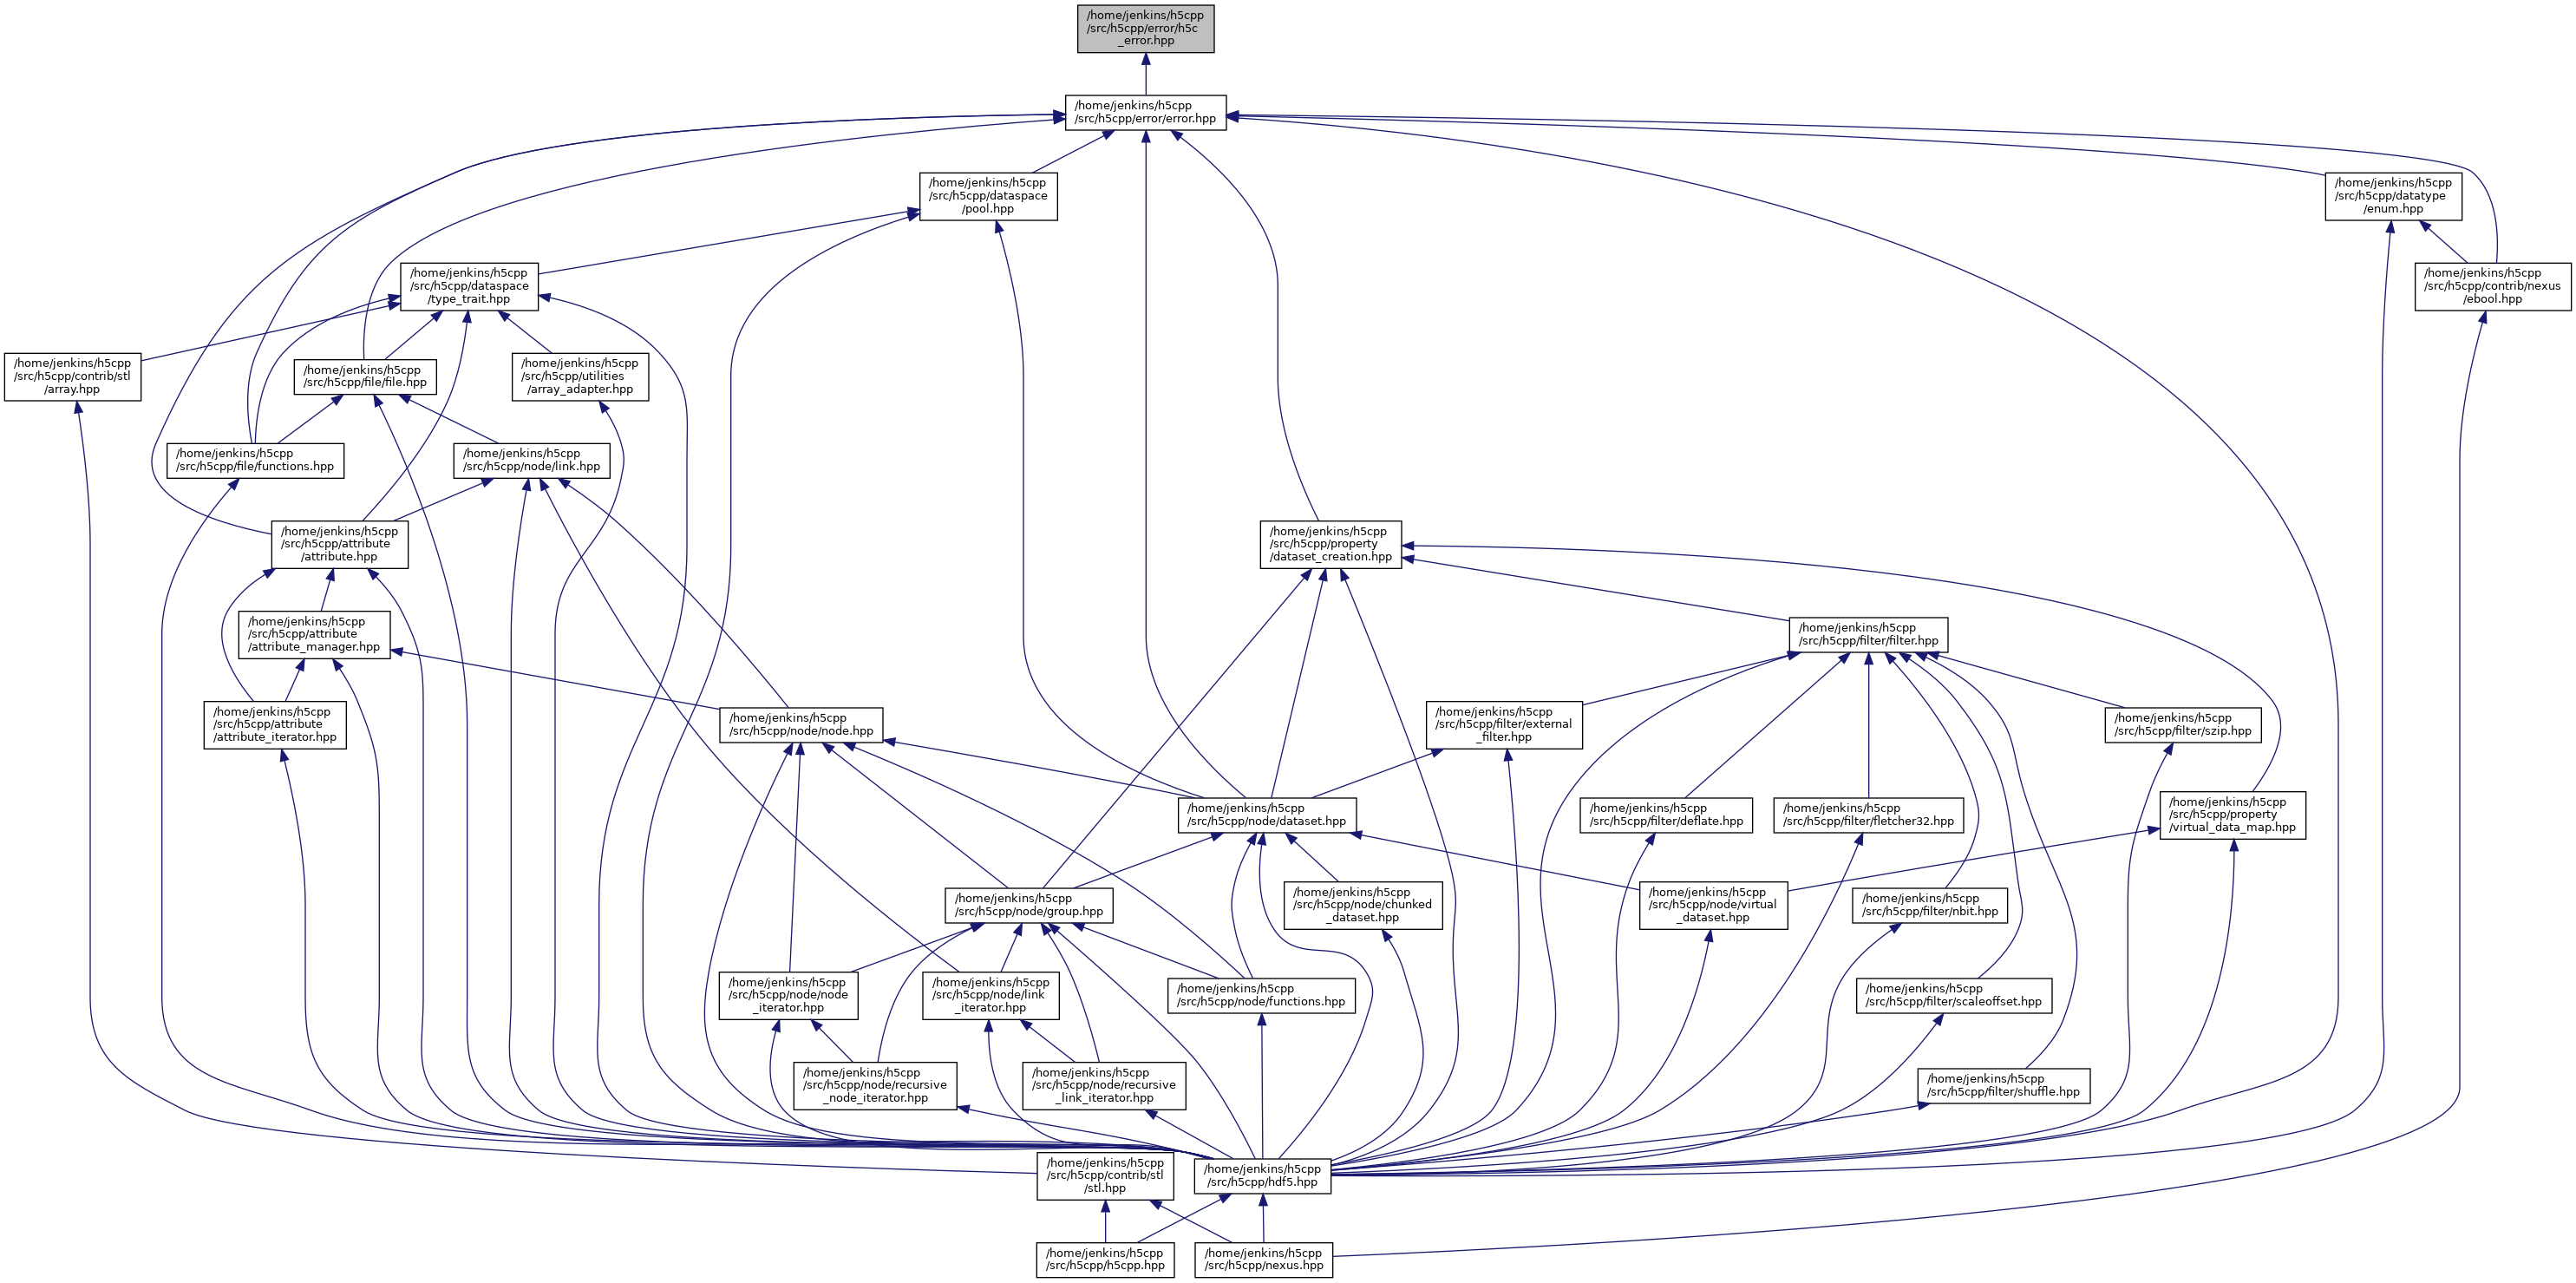 /home/jenkins/h5cpp
/src/h5cpp/error/h5c
_error.hpp
/home/jenkins/h5cpp
/src/h5cpp/error/error.hpp
/home/jenkins/h5cpp
/src/h5cpp/dataspace
/pool.hpp
/home/jenkins/h5cpp
/src/h5cpp/datatype
/enum.hpp
/home/jenkins/h5cpp
/src/h5cpp/dataspace
/type_trait.hpp
/home/jenkins/h5cpp
/src/h5cpp/contrib/nexus
/ebool.hpp
/home/jenkins/h5cpp
/src/h5cpp/contrib/stl
/array.hpp
/home/jenkins/h5cpp
/src/h5cpp/file/file.hpp
/home/jenkins/h5cpp
/src/h5cpp/utilities
/array_adapter.hpp
/home/jenkins/h5cpp
/src/h5cpp/file/functions.hpp
/home/jenkins/h5cpp
/src/h5cpp/node/link.hpp
/home/jenkins/h5cpp
/src/h5cpp/attribute
/attribute.hpp
/home/jenkins/h5cpp
/src/h5cpp/property
/dataset_creation.hpp
/home/jenkins/h5cpp
/src/h5cpp/attribute
/attribute_manager.hpp
/home/jenkins/h5cpp
/src/h5cpp/filter/filter.hpp
/home/jenkins/h5cpp
/src/h5cpp/attribute
/attribute_iterator.hpp
/home/jenkins/h5cpp
/src/h5cpp/node/node.hpp
/home/jenkins/h5cpp
/src/h5cpp/filter/external
_filter.hpp
/home/jenkins/h5cpp
/src/h5cpp/filter/szip.hpp
/home/jenkins/h5cpp
/src/h5cpp/node/dataset.hpp
/home/jenkins/h5cpp
/src/h5cpp/filter/deflate.hpp
/home/jenkins/h5cpp
/src/h5cpp/filter/fletcher32.hpp
/home/jenkins/h5cpp
/src/h5cpp/property
/virtual_data_map.hpp
/home/jenkins/h5cpp
/src/h5cpp/node/group.hpp
/home/jenkins/h5cpp
/src/h5cpp/node/chunked
_dataset.hpp
/home/jenkins/h5cpp
/src/h5cpp/node/virtual
_dataset.hpp
/home/jenkins/h5cpp
/src/h5cpp/filter/nbit.hpp
/home/jenkins/h5cpp
/src/h5cpp/node/node
_iterator.hpp
/home/jenkins/h5cpp
/src/h5cpp/node/link
_iterator.hpp
/home/jenkins/h5cpp
/src/h5cpp/node/functions.hpp
/home/jenkins/h5cpp
/src/h5cpp/filter/scaleoffset.hpp
/home/jenkins/h5cpp
/src/h5cpp/node/recursive
_node_iterator.hpp
/home/jenkins/h5cpp
/src/h5cpp/node/recursive
_link_iterator.hpp
/home/jenkins/h5cpp
/src/h5cpp/filter/shuffle.hpp
/home/jenkins/h5cpp
/src/h5cpp/contrib/stl
/stl.hpp
/home/jenkins/h5cpp
/src/h5cpp/hdf5.hpp
/home/jenkins/h5cpp
/src/h5cpp/h5cpp.hpp
/home/jenkins/h5cpp
/src/h5cpp/nexus.hpp